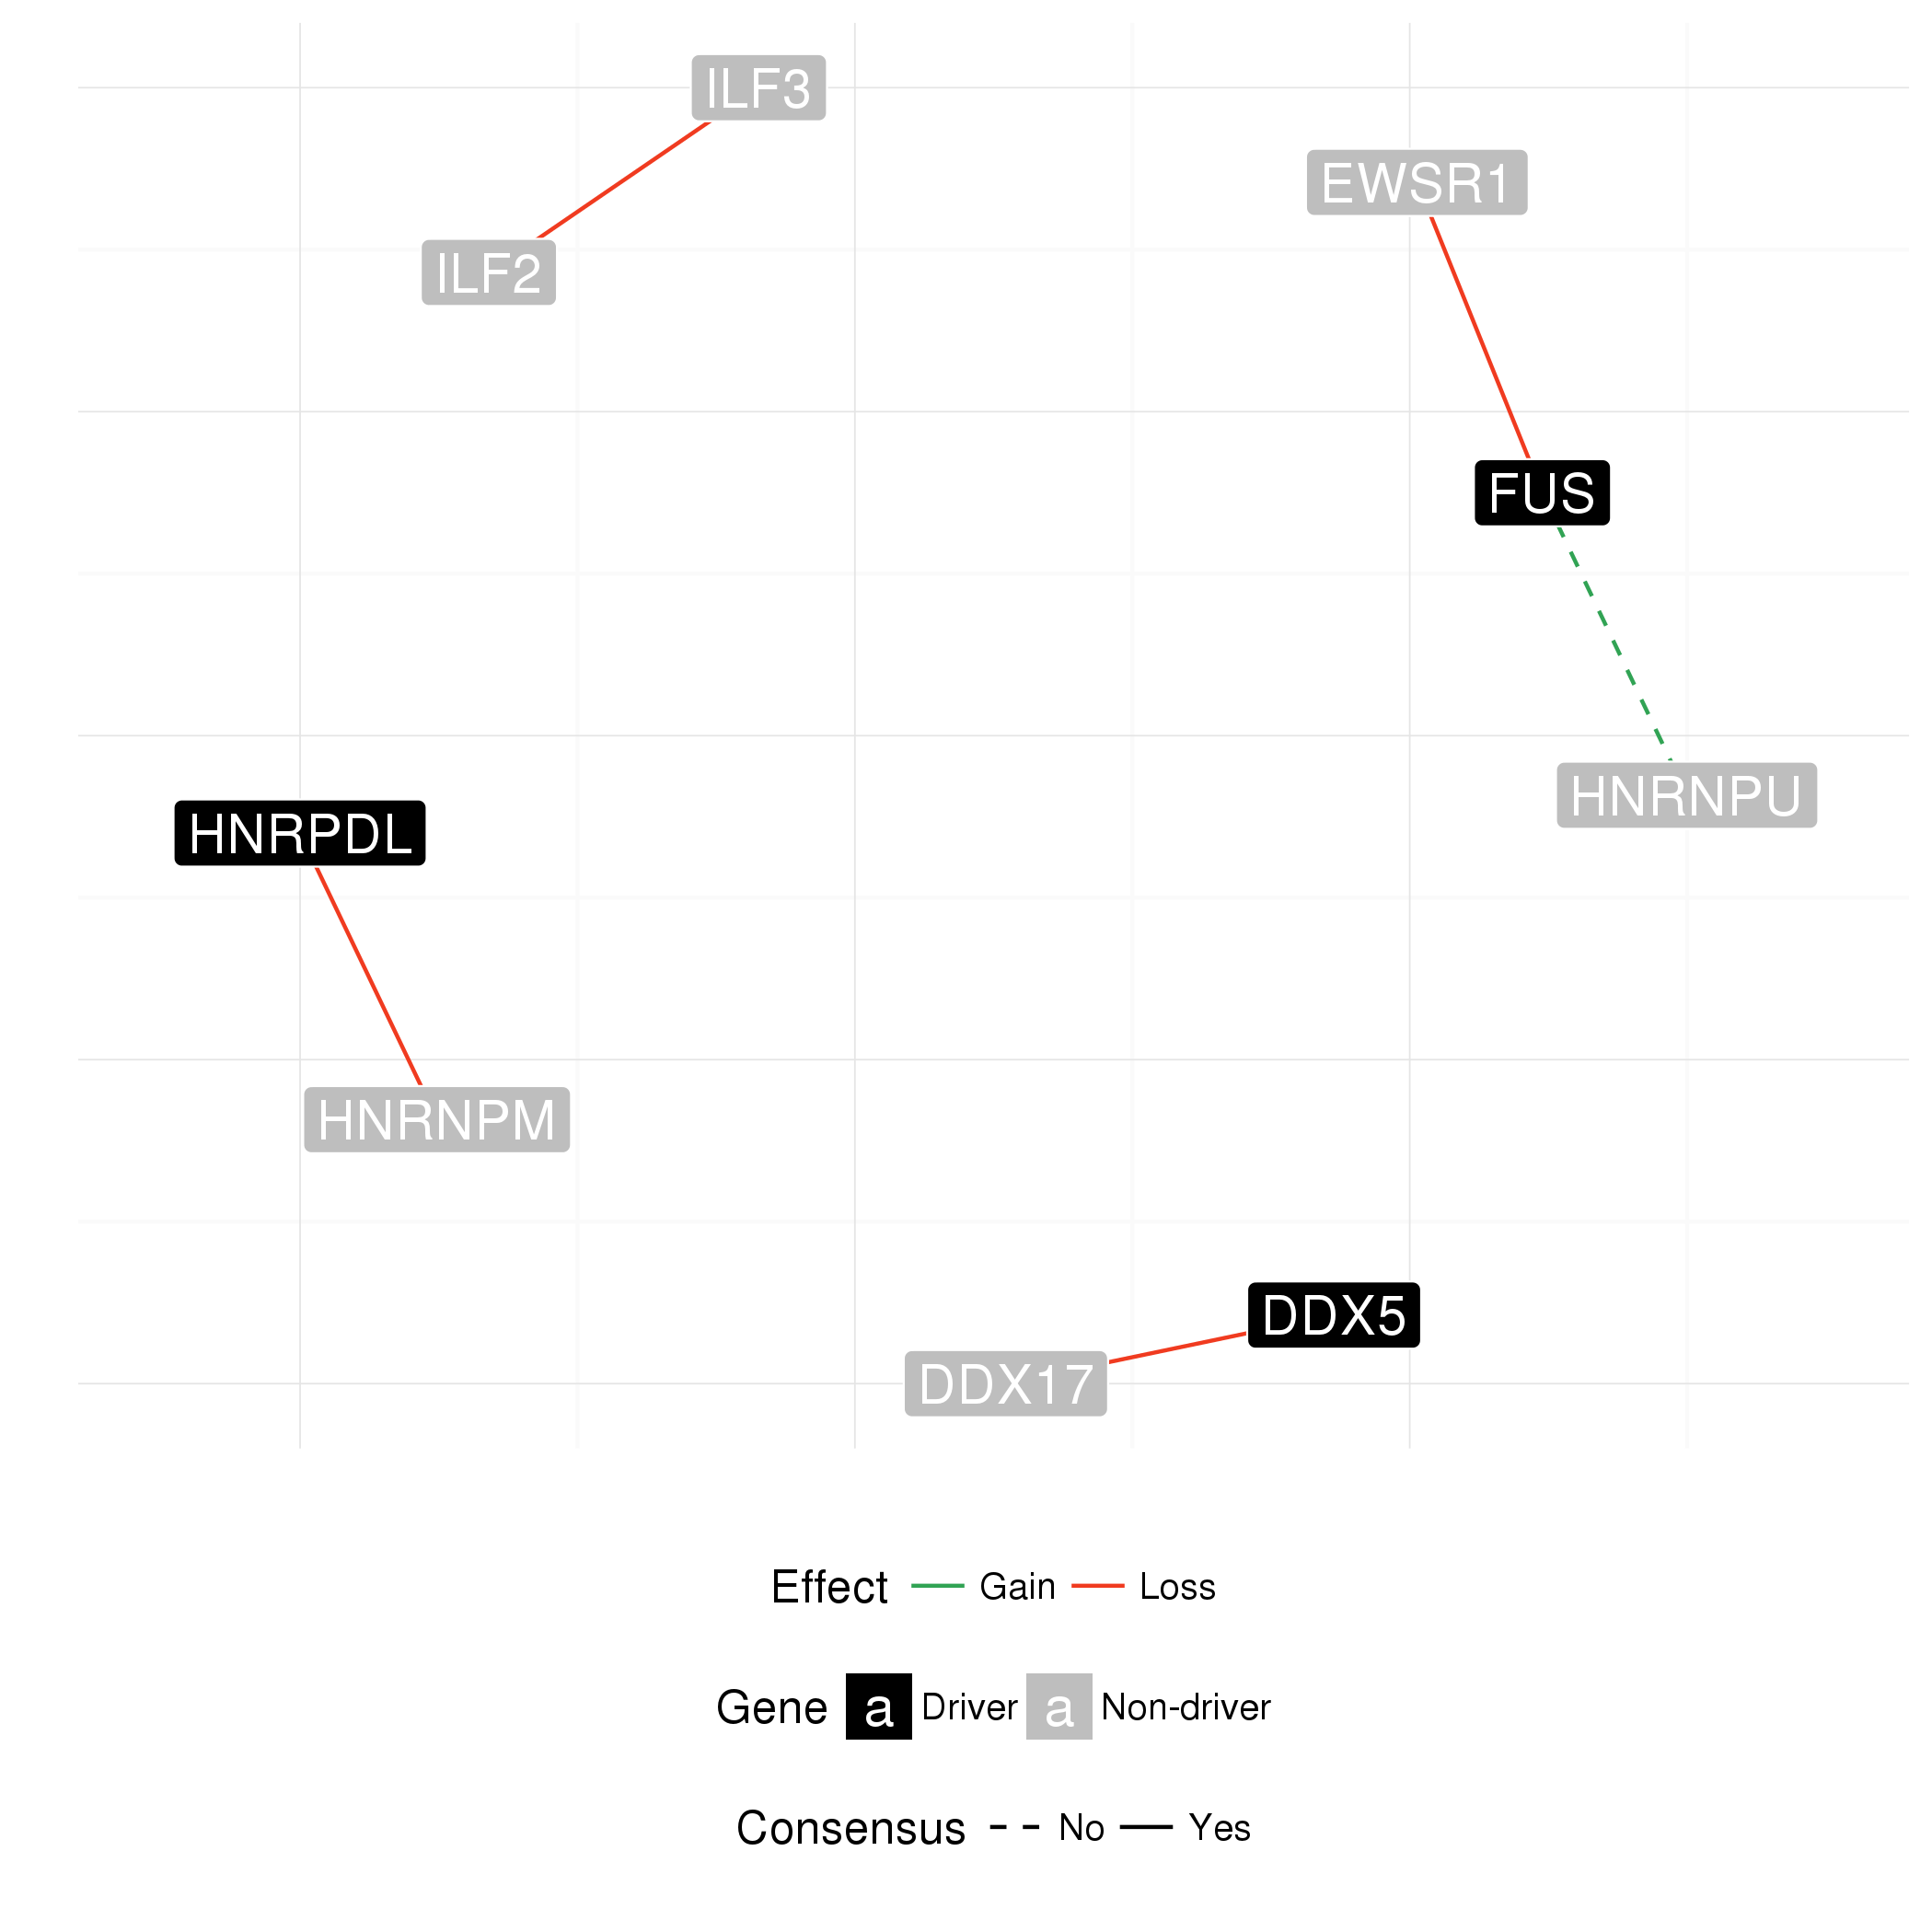 ILF3
EWSR1
ILF2
FUS
HNRNPU
HNRPDL
HNRNPM
DDX5
DDX17
Effect Gain Loss
Gene a Driver a Non-driver
Consensus No Yes